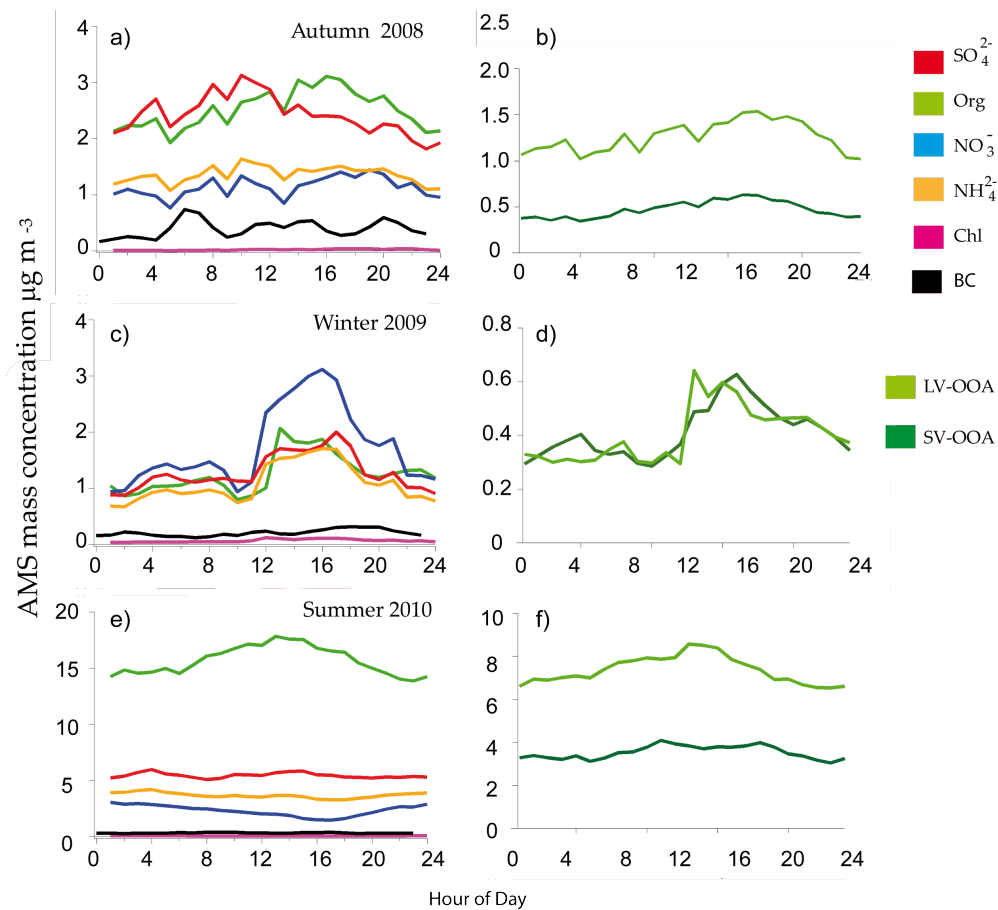 AMS mass concentration µg m -3
a)
Autumn 2008
4
3
2
1
0
0 4 8 12 16 20 24
b)
2.5
2.0
1.5
1.0
0.5
0
0 4 8 12 16 20 24
SO₄²⁻
Org
NO₃⁻
NH₄²⁻
Chl
BC
c)
Winter 2009
4
3
2
1
0
0 4 8 12 16 20 24
d)
0.8
0.6
0.4
0.2
0
0 4 8 12 16 20 24
LV-OOA
SV-OOA
e)
Summer 2010
20
15
10
5
0
0 4 8 12 16 20 24
f)
10
8
6
4
2
0
0 4 8 12 16 20 24
Hour of Day